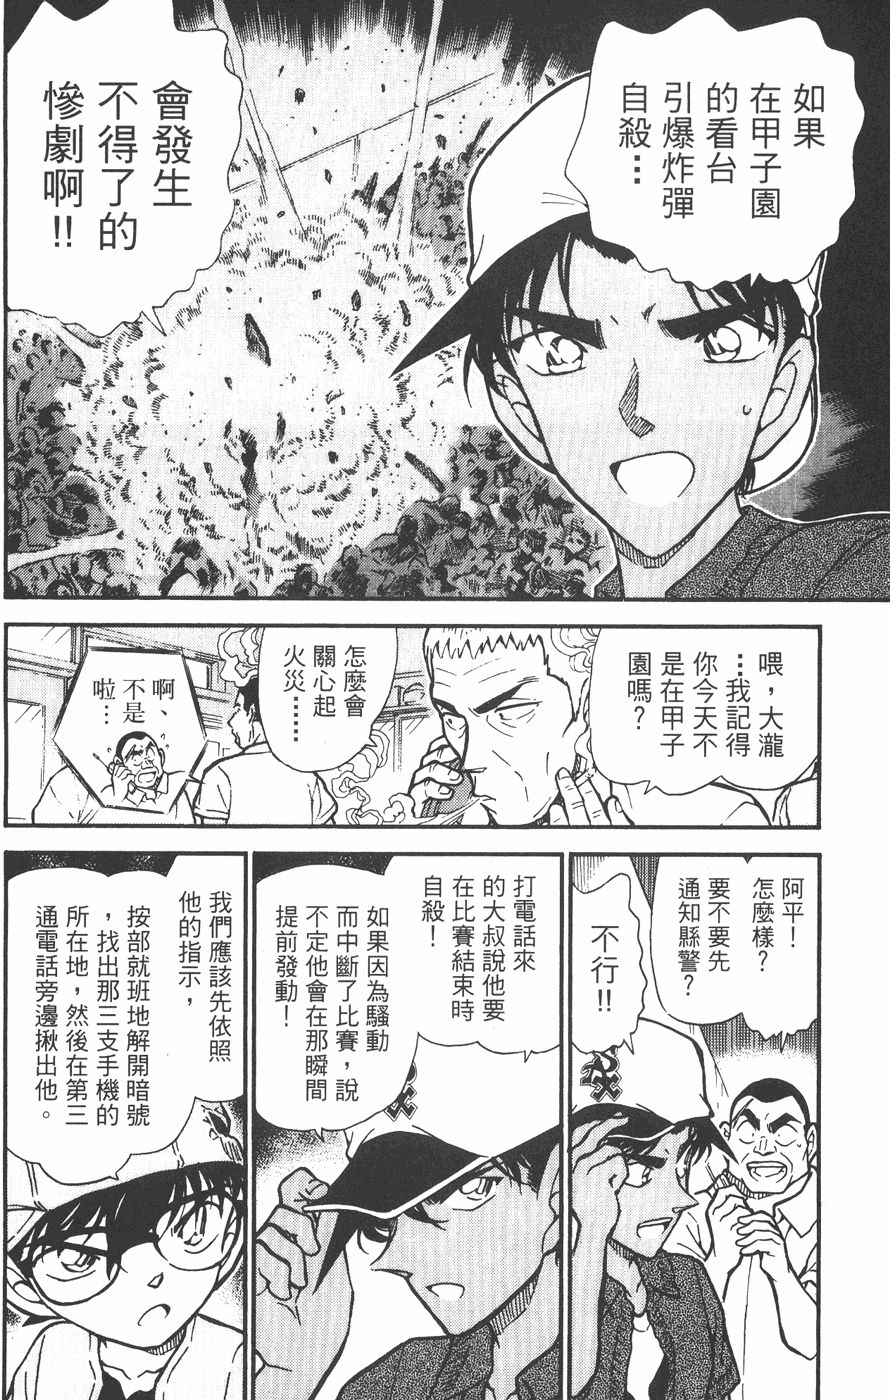 如果
在甲子園
的看台
引爆炸彈
自殺…
會發生
不得了的
慘劇啊!!
喂，大瀧
…我記得
你今天不
是在甲子
園嗎？
怎麼會
關心起
火災……
啊、
不是
啦…
阿平！
怎麼樣？
要不要先
通知縣警？
不行!!
打電話來
的大叔說他要
在比賽結束時
自殺！
如果因為騷動
而中斷了比賽，說
不定他會在那瞬間
提前發動！
我們應該先依照
他的指示，
按部就班地解開暗號
，找出那三支手機的
所在地，然後在第三
通電話旁邊揪出他。